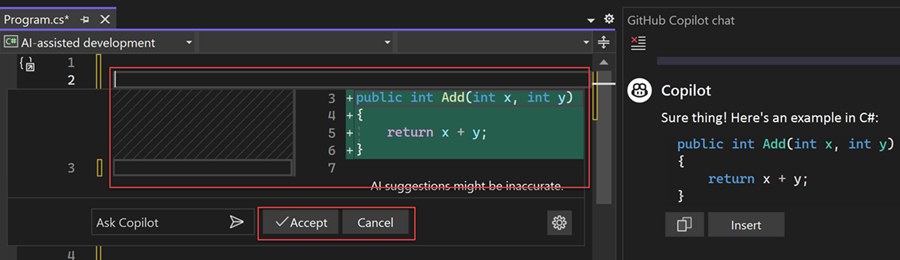 Program.cs*
AI-assisted development
1
2
3 +public int Add(int x, int y)
4 +{
5 + return x + y;
6 +}
3
7
AI suggestions might be inaccurate.
Ask Copilot
Accept
Cancel
4
GitHub Copilot chat
Copilot
Sure thing! Here's an example in C#:
public int Add(int x, int y)
{
return x + y;
}
Insert